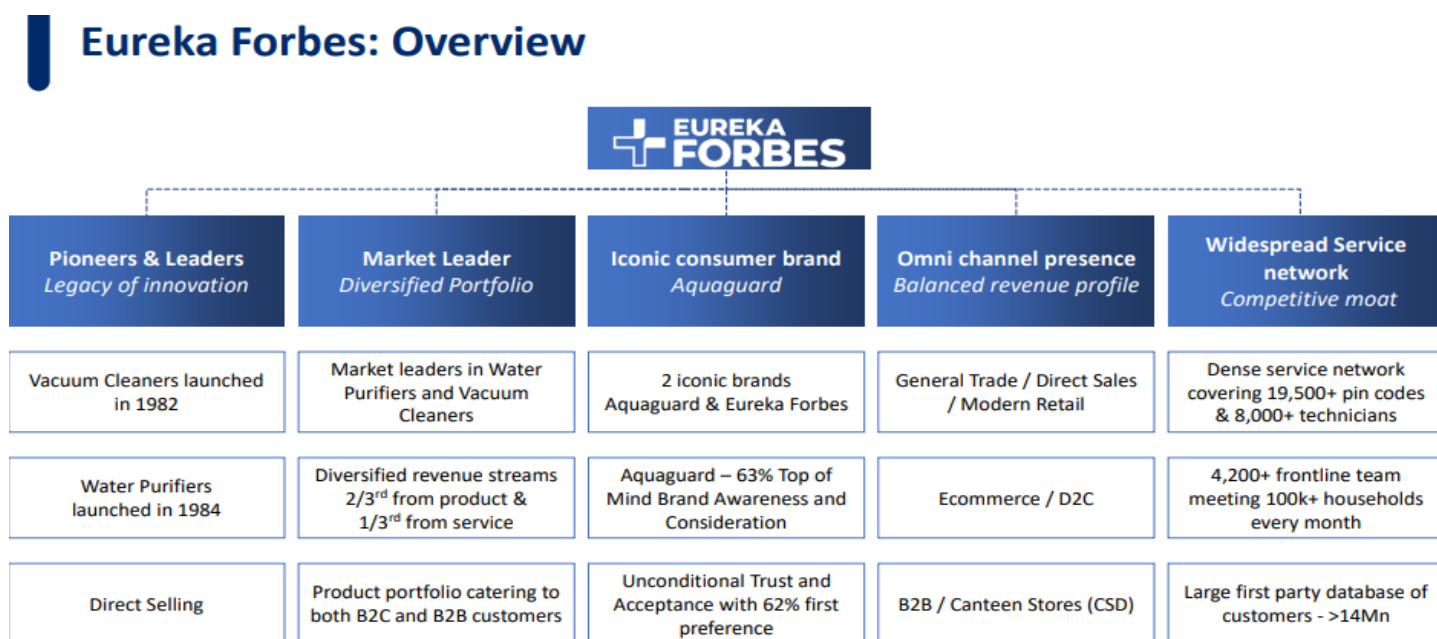 Eureka Forbes: Overview
EUREKA
FORBES
Pioneers & Leaders
Legacy of innovation
Vacuum Cleaners launched
in 1982
Water Purifiers
launched in 1984
Direct Selling
Market Leader
Diversified Portfolio
Market leaders in Water
Purifiers and Vacuum
Cleaners
Diversified revenue streams
2/3rd from product &
1/3rd from service
Product portfolio catering to
both B2C and B2B customers
Iconic consumer brand
Aquaguard
2 iconic brands
Aquaguard & Eureka Forbes
Aquaguard – 63% Top of
Mind Brand Awareness and
Consideration
Unconditional Trust and
Acceptance with 62% first
preference
Omni channel presence
Balanced revenue profile
General Trade / Direct Sales
/ Modern Retail
Ecommerce / D2C
B2B / Canteen Stores (CSD)
Widespread Service
network
Competitive moat
Dense service network
covering 19,500+ pin codes
& 8,000+ technicians
4,200+ frontline team
meeting 100k+ households
every month
Large first party database of
customers - >14Mn